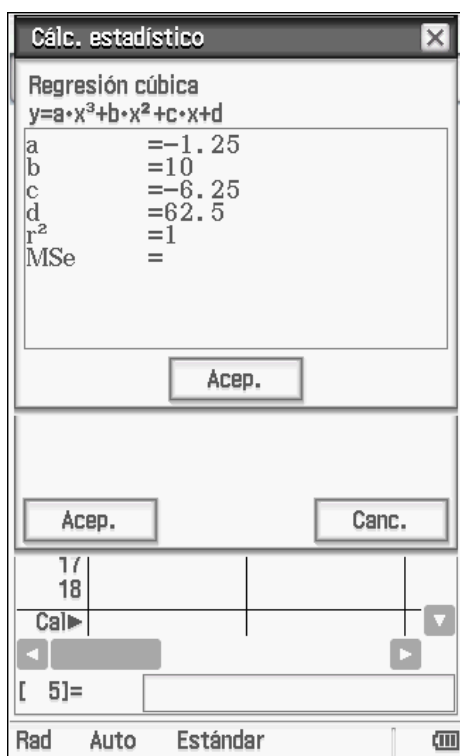 Cálc. estadístico
Regresión cúbica
y=a·x³+b·x²+c·x+d
a =-1.25
b =10
c =-6.25
d =62.5
r² =1
MSe =
Acep.
Acep. Canc.
17
18
Cal▶
[ 5]=
Rad Auto Estándar